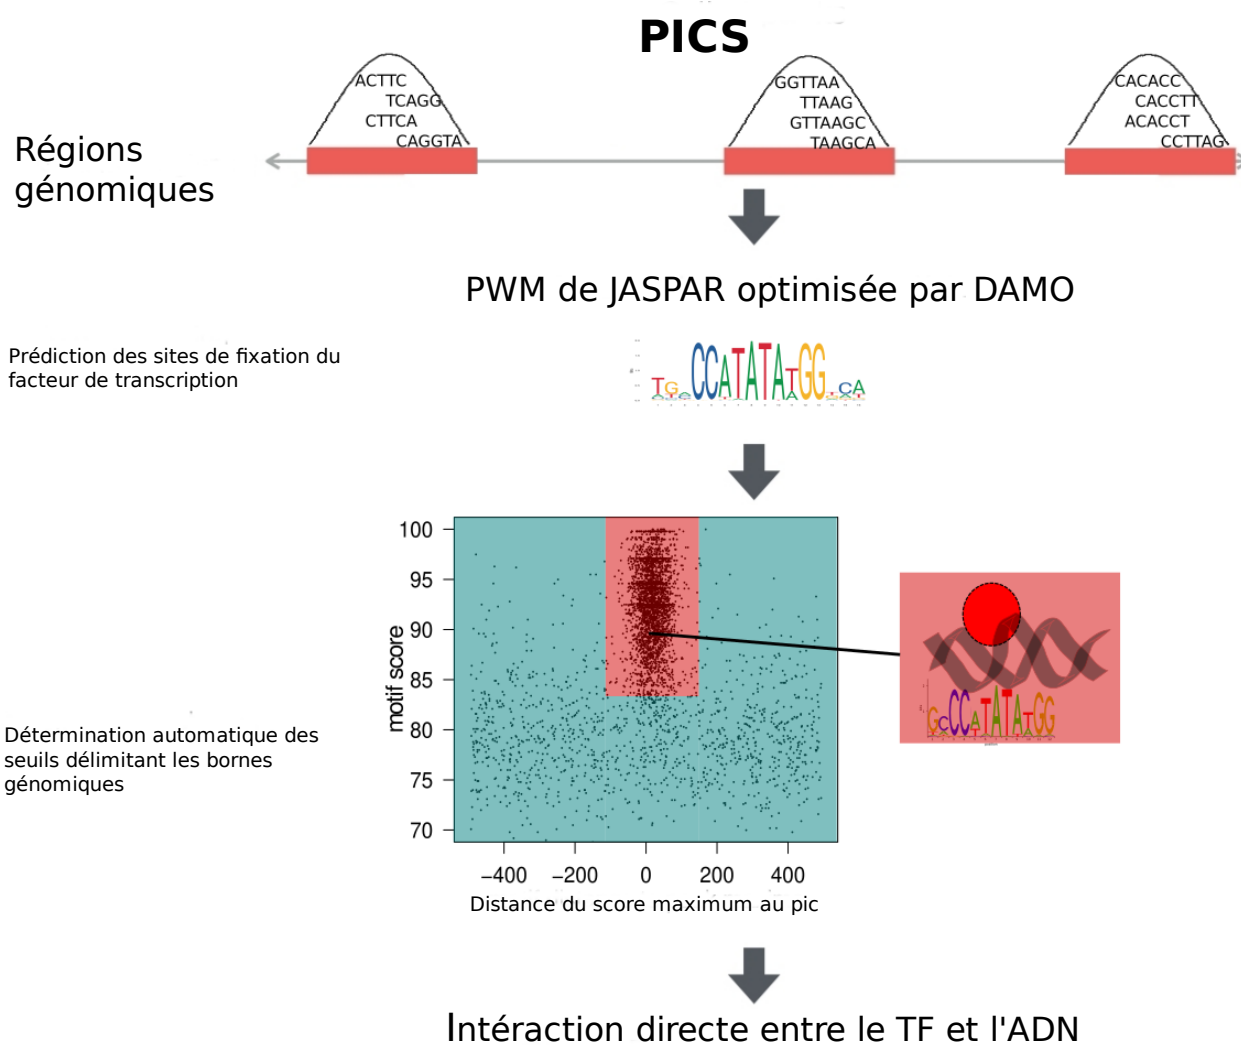 PICS
ACTTC
TCAGG
CTTCA
CAGGTA
GGTTAA
TTAAG
GTTAAGC
TAAGCA
CACACC
CACCTT
ACACCT
CCTTAG
Régions
génomiques
PWM de JASPAR optimisée par DAMO
Prédiction des sites de fixation du
facteur de transcription
CCATATATGG
CA
motif score
100
95
90
85
80
75
70
−400 −200 0 200 400
Distance du score maximum au pic
GCCCATATATGG
Détermination automatique des
seuils délimitant les bornes
génomiques
Intéraction directe entre le TF et l'ADN